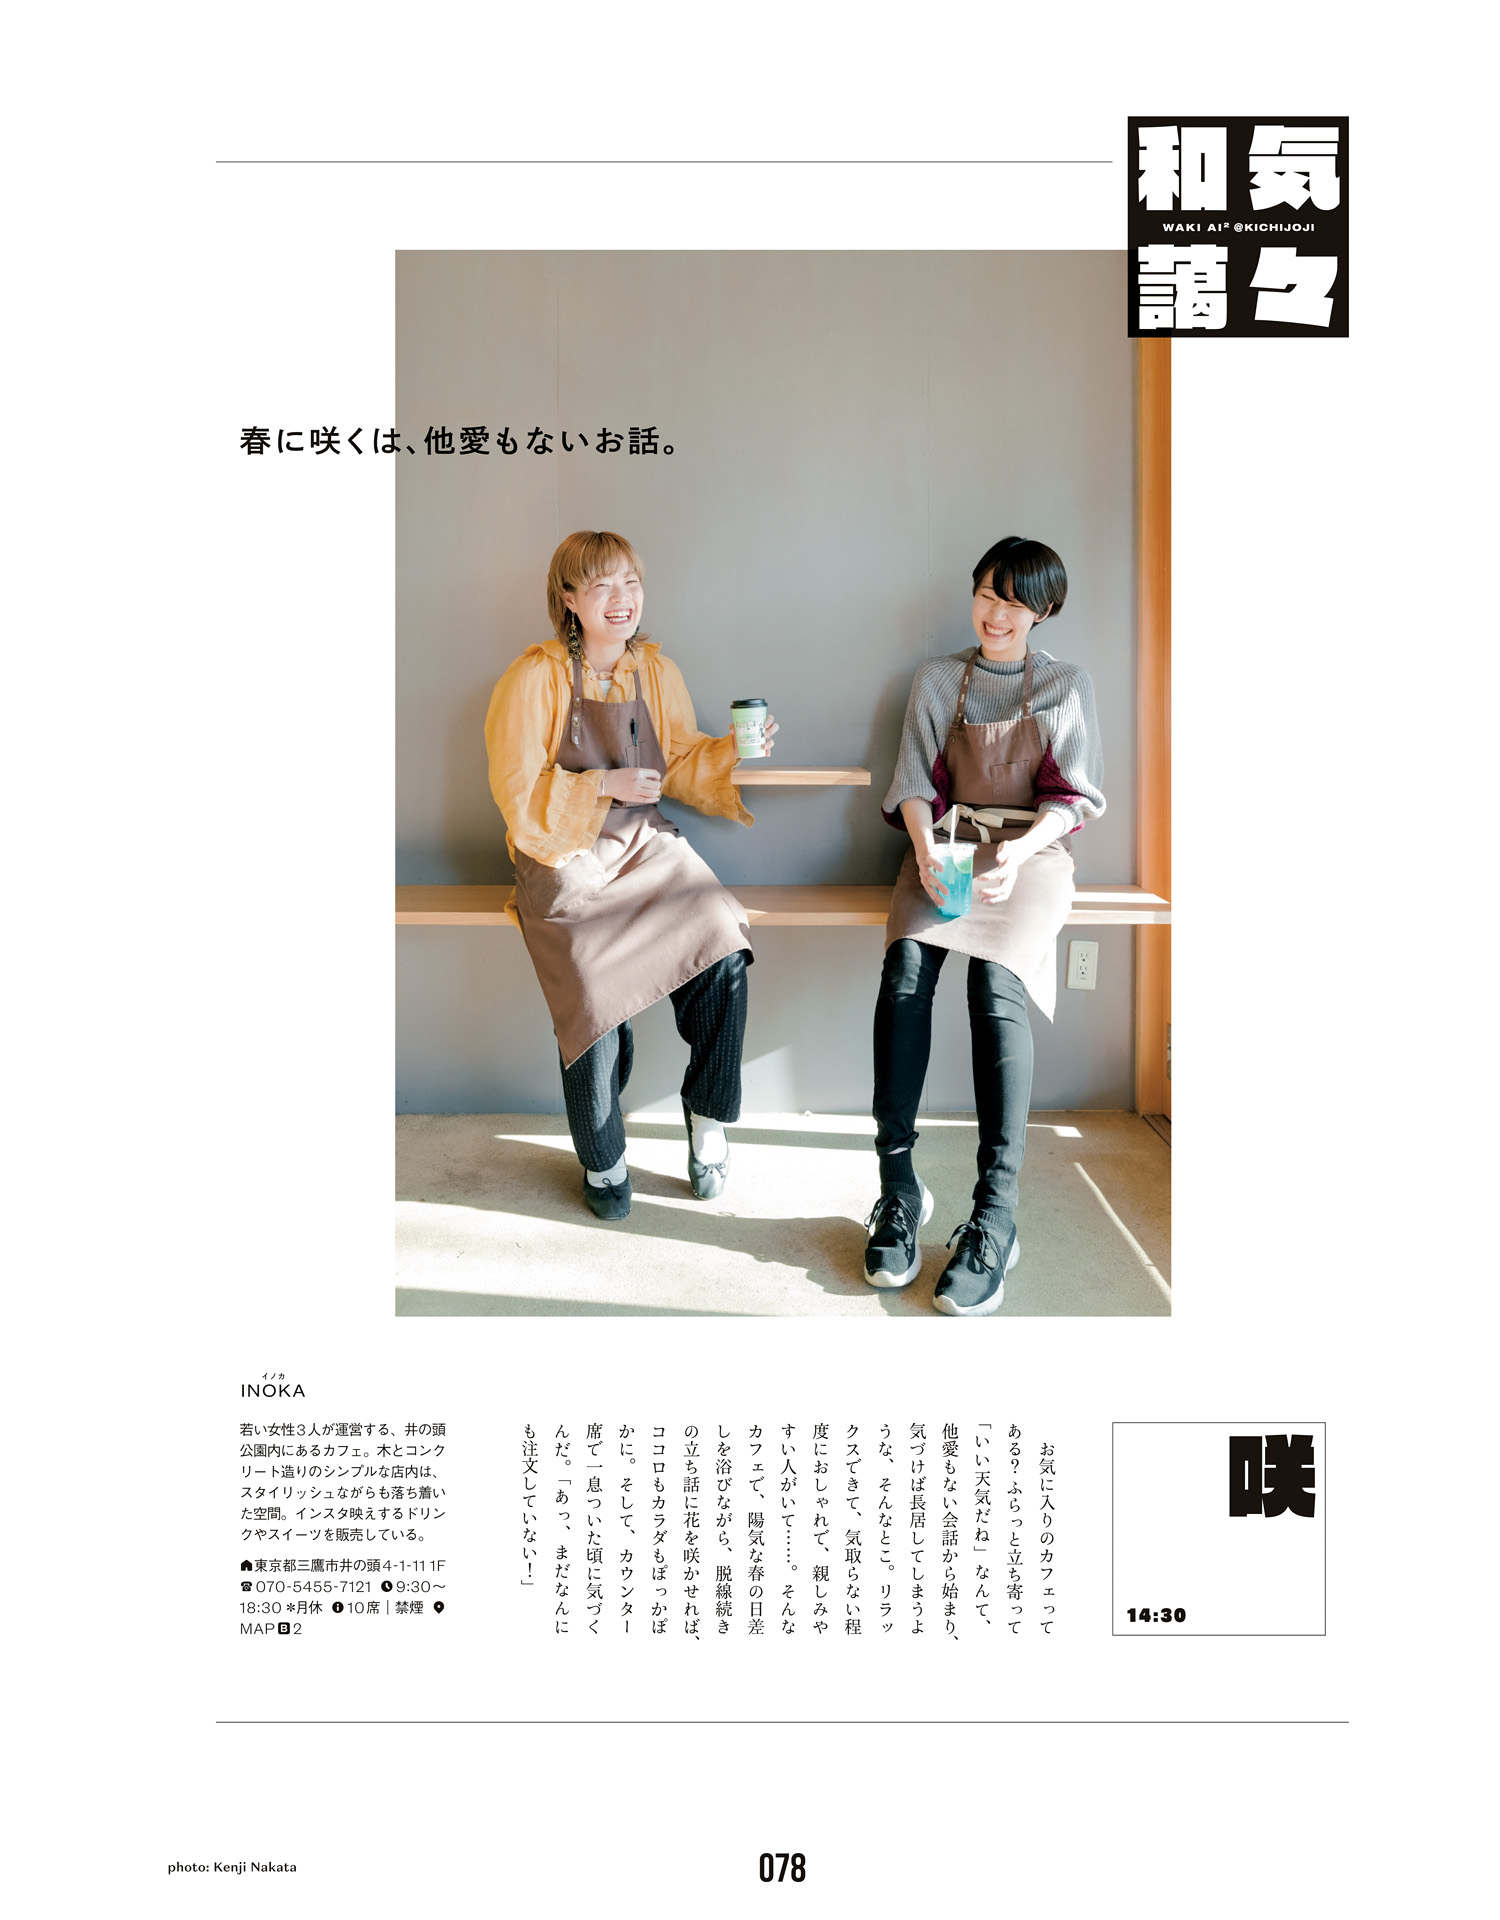 和気
WAKI AI² @KICHIJOJI
藹々
春に咲くは、他愛もないお話。
咲
14:30
お気に入りのカフェって
ある？ふらっと立ち寄って
「いい天気だね」なんて、
他愛もない会話から始まり、
気づけば長居してしまうよ
うな、そんなとこ。リラッ
クスできて、気取らない程
度におしゃれで、親しみや
すい人がいて……。そんな
カフェで、陽気な春の日差
しを浴びながら、脱線続き
の立ち話に花を咲かせれば、
ココロもカラダもぽっかぽ
かに。そして、カウンター
席で一息ついた頃に気づく
んだ。「あっ、まだなんに
も注文していない！」
イノカ
INOKA
若い女性3人が運営する、井の頭
公園内にあるカフェ。木とコンク
リート造りのシンプルな店内は、
スタイリッシュながらも落ち着い
た空間。インスタ映えするドリン
クやスイーツを販売している。
東京都三鷹市井の頭4-1-11 1F
☎070-5455-7121 9:30〜
18:30 *月休 10席｜禁煙
MAP B 2
photo: Kenji Nakata
078